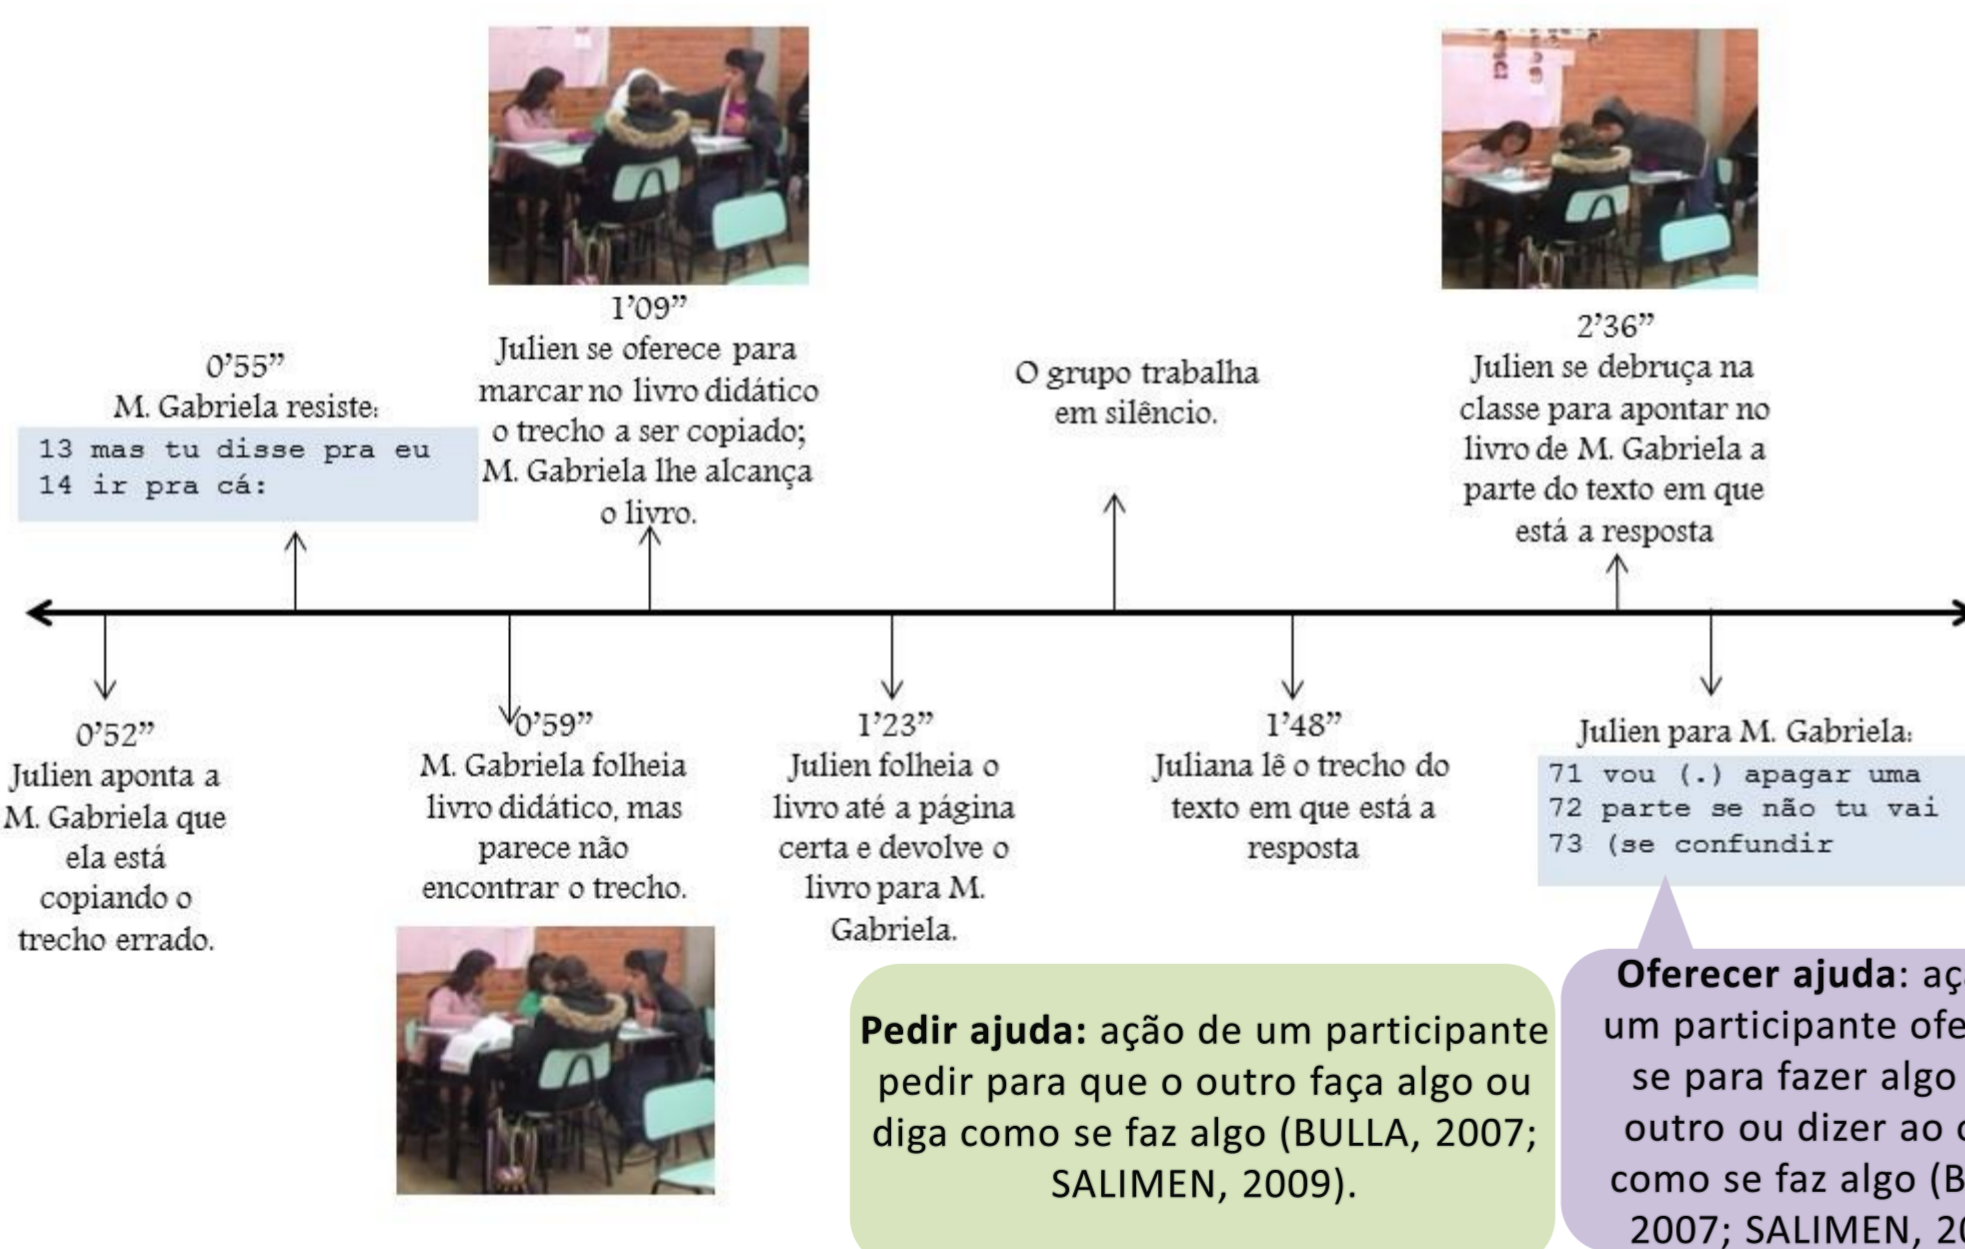 0’55”
M. Gabriela resiste:
13 mas tu disse pra eu
14 ir pra cá:
1’09”
Julien se oferece para
marcar no livro didático
o trecho a ser copiado;
M. Gabriela lhe alcança
o livro.
O grupo trabalha
em silêncio.
2’36”
Julien se debruça na
classe para apontar no
livro de M. Gabriela a
parte do texto em que
está a resposta
0’52”
Julien aponta a
M. Gabriela que
ela está
copiando o
trecho errado.
0’59”
M. Gabriela folheia
livro didático, mas
parece não
encontrar o trecho.
1’23”
Julien folheia o
livro até a página
certa e devolve o
livro para M.
Gabriela.
1’48”
Juliana lê o trecho do
texto em que está a
resposta
Julien para M. Gabriela:
71 vou (.) apagar uma
72 parte se não tu vai
73 (se confundir
Pedir ajuda: ação de um participante
pedir para que o outro faça algo ou
diga como se faz algo (BULLA, 2007;
SALIMEN, 2009).
Oferecer ajuda:
um participante
se para fazer algo
outro ou dizer ao
como se faz algo
2007; SALIMEN,